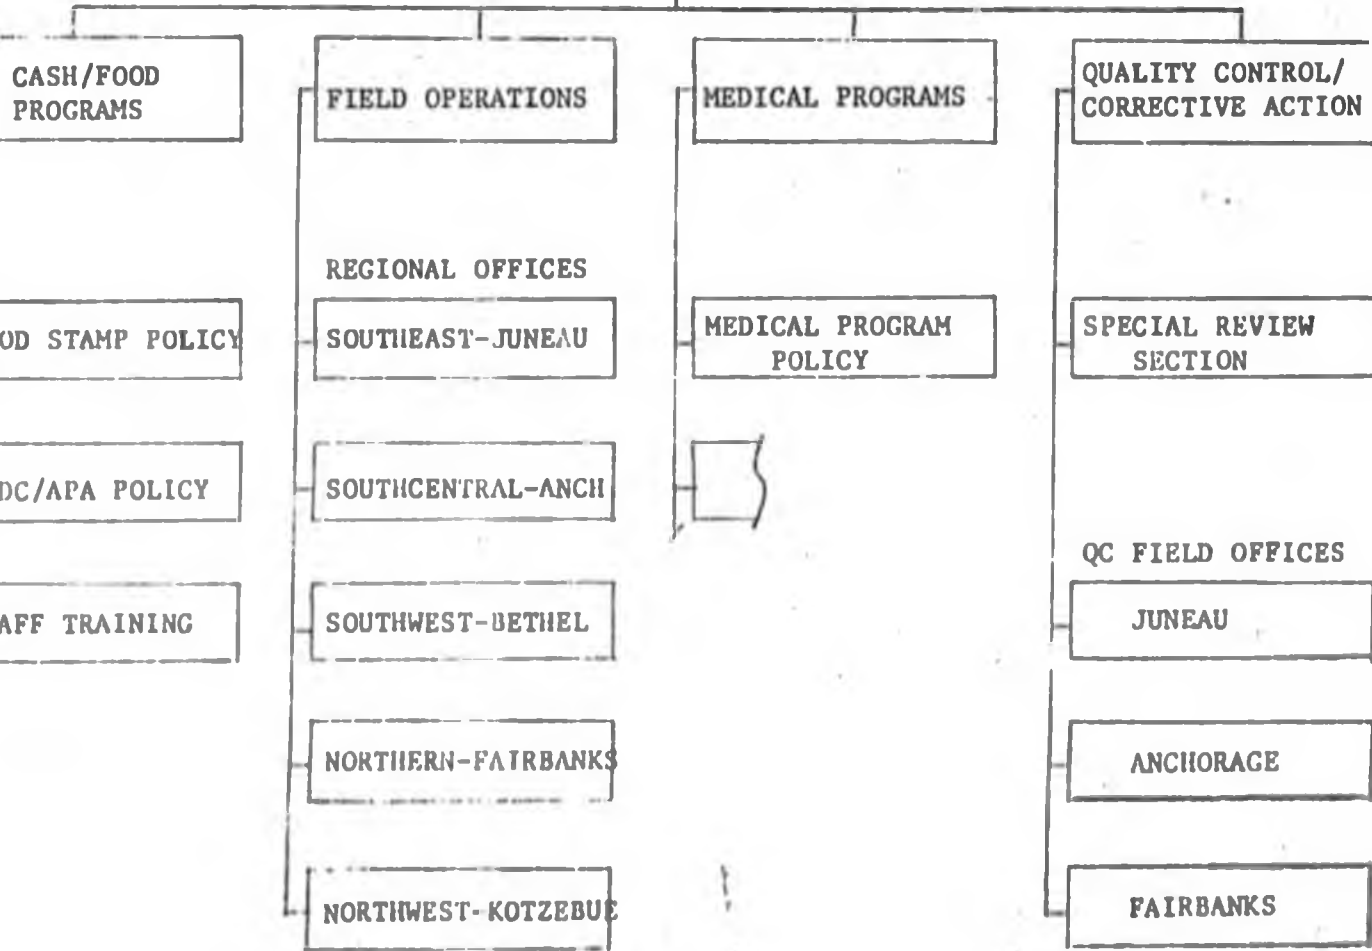 CASH/FOOD
PROGRAMS
FIELD OPERATIONS
MEDICAL PROGRAMS
QUALITY CONTROL/
CORRECTIVE ACTION
REGIONAL OFFICES
OD STAMP POLICY
SOUTHEAST-JUNEAU
MEDICAL PROGRAM
POLICY
SPECIAL REVIEW
SECTION
DC/APA POLICY
SOUTHCENTRAL-ANCH
QC FIELD OFFICES
AFF TRAINING
SOUTHWEST-BETHEL
JUNEAU
NORTHERN-FAIRBANKS
ANCHORAGE
NORTHWEST-KOTZEBUE
FAIRBANKS